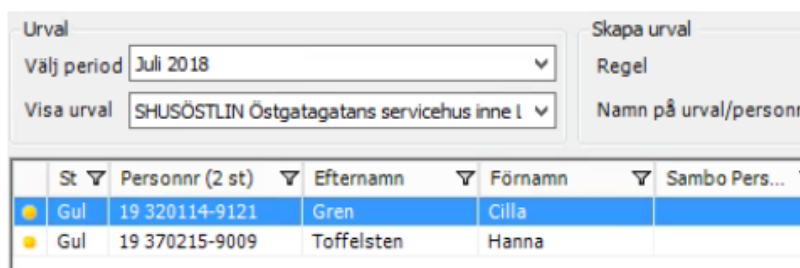 Urval
Välj period Juli 2018
Visa urval SHUSÖSTLIN Östgatagatans servicehus inne L
Skapa urval
Regel
Namn på urval/personr
St Personnr (2 st) Efternamn Förnamn Sambo Pers...
Gul 19 320114-9121 Gren Cilla
Gul 19 370215-9009 Toffelsten Hanna